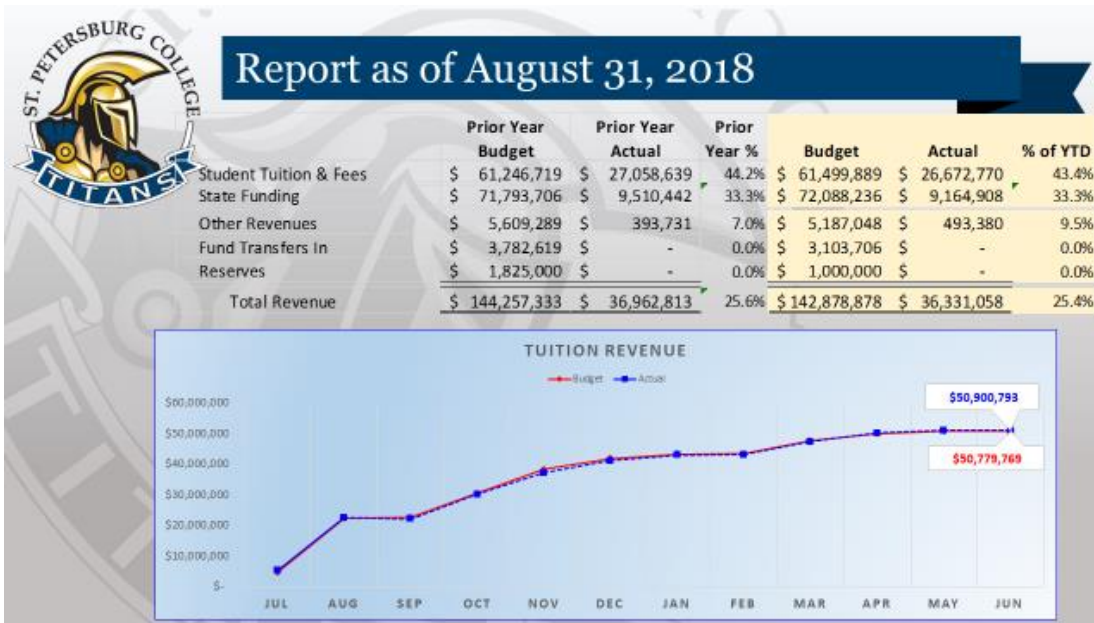 ST. PETERSBURG COLLEGE
TITANS
Report as of August 31, 2018
Prior Year Prior Year Prior
Budget Actual Year % Budget Actual % of YTD
Student Tuition & Fees $ 61,246,719 $ 27,058,639 44.2% $ 61,499,889 $ 26,672,770 43.4%
State Funding $ 71,793,706 $ 9,510,442 33.3% $ 72,088,236 $ 9,164,908 33.3%
Other Revenues $ 5,609,289 $ 393,731 7.0% $ 5,187,048 $ 493,380 9.5%
Fund Transfers In $ 3,782,619 $ - 0.0% $ 3,103,706 $ - 0.0%
Reserves $ 1,825,000 $ - 0.0% $ 1,000,000 $ - 0.0%
Total Revenue $ 144,257,333 $ 36,962,813 25.6% $ 142,878,878 $ 36,331,058 25.4%
TUITION REVENUE
Budget Actual
$60,000,000
$50,900,793
$50,000,000
$50,779,769
$40,000,000
$30,000,000
$20,000,000
$10,000,000
$-
JUL AUG SEP OCT NOV DEC JAN FEB MAR APR MAY JUN